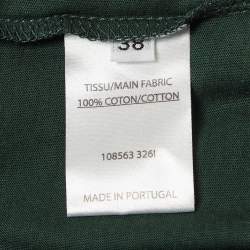 38
TISSU/MAIN FABRIC
100% COTON/COTTON
108563 3261
MADE IN PORTUGAL